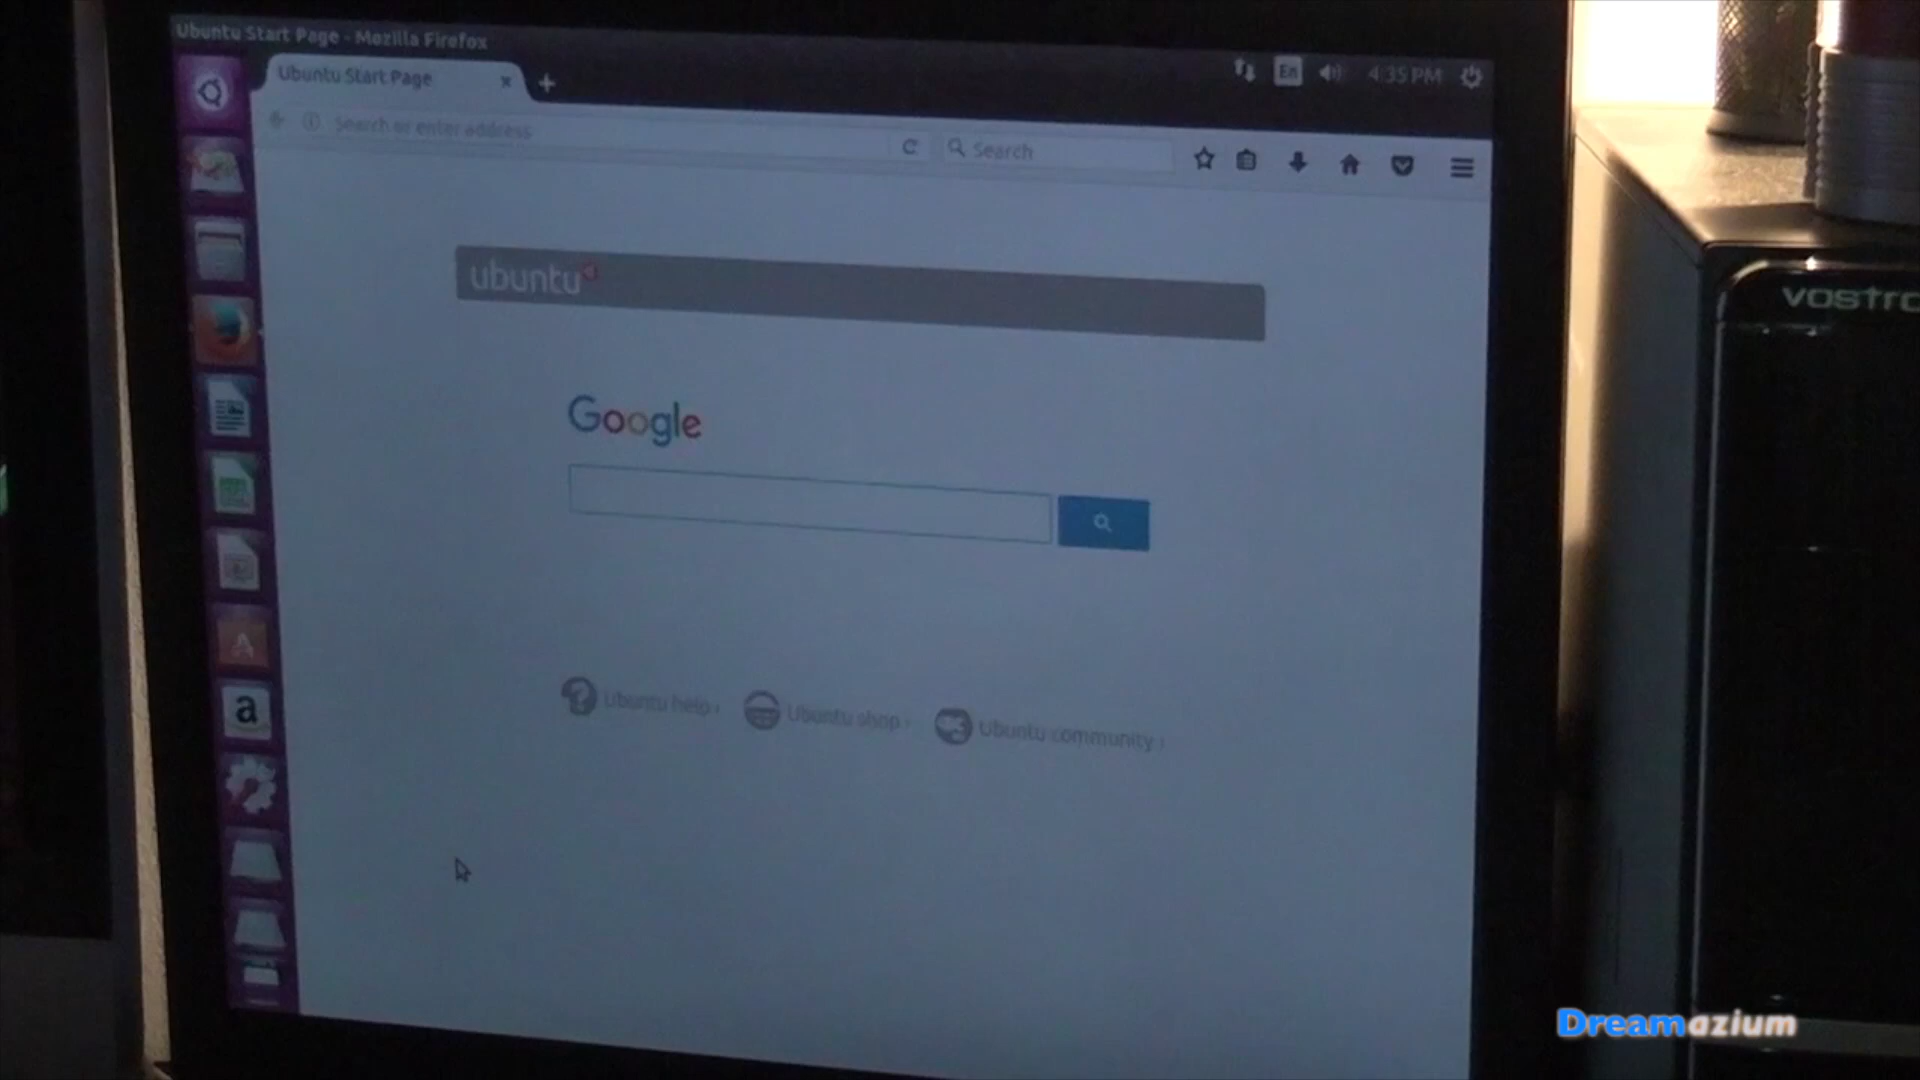 Ubuntu Start Page - Mozilla Firefox
En
4:35 PM
Ubuntu Start Page
Search or enter address
Search
ubuntu
Google
Ubuntu help ›
Ubuntu shop ›
Ubuntu community ›
a
vostro
Dreamazium